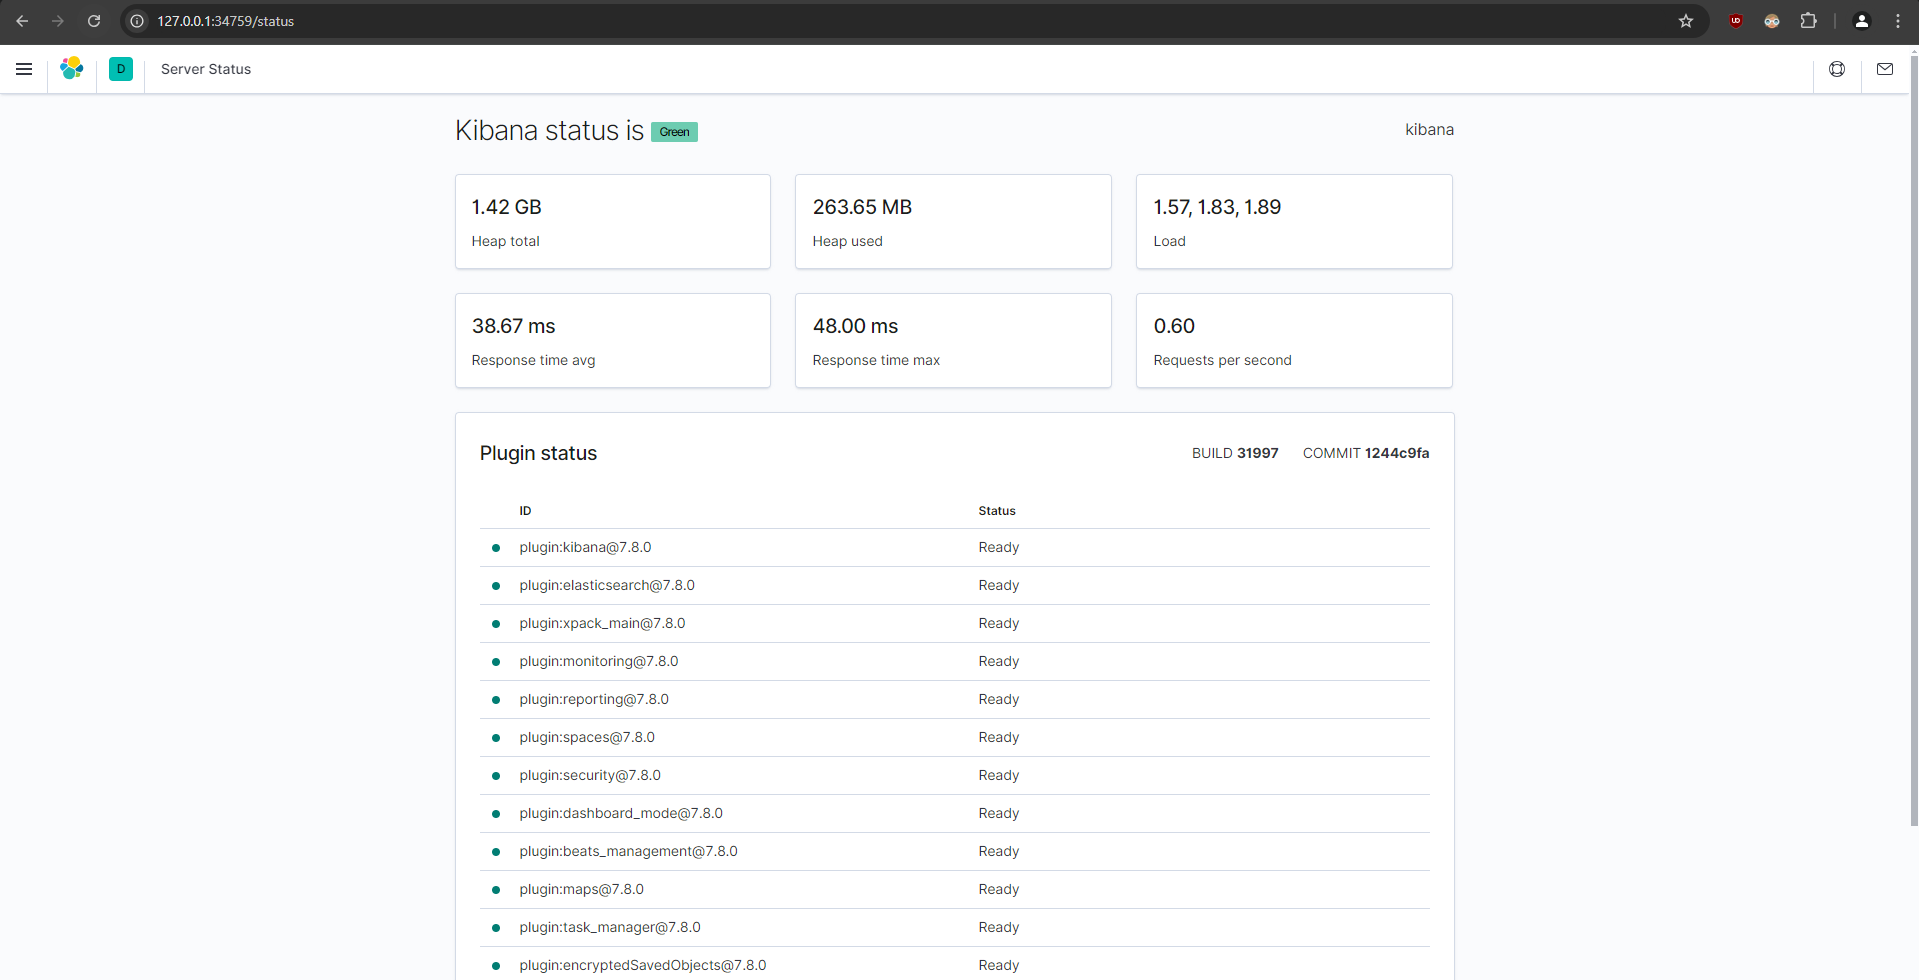 127.0.0.1:34759/status
D
Server Status
Kibana status is Green
kibana
1.42 GB
Heap total
263.65 MB
Heap used
1.57, 1.83, 1.89
Load
38.67 ms
Response time avg
48.00 ms
Response time max
0.60
Requests per second
Plugin status
BUILD 31997 COMMIT 1244c9fa
ID Status
plugin:kibana@7.8.0 Ready
plugin:elasticsearch@7.8.0 Ready
plugin:xpack_main@7.8.0 Ready
plugin:monitoring@7.8.0 Ready
plugin:reporting@7.8.0 Ready
plugin:spaces@7.8.0 Ready
plugin:security@7.8.0 Ready
plugin:dashboard_mode@7.8.0 Ready
plugin:beats_management@7.8.0 Ready
plugin:maps@7.8.0 Ready
plugin:task_manager@7.8.0 Ready
plugin:encryptedSavedObjects@7.8.0 Ready